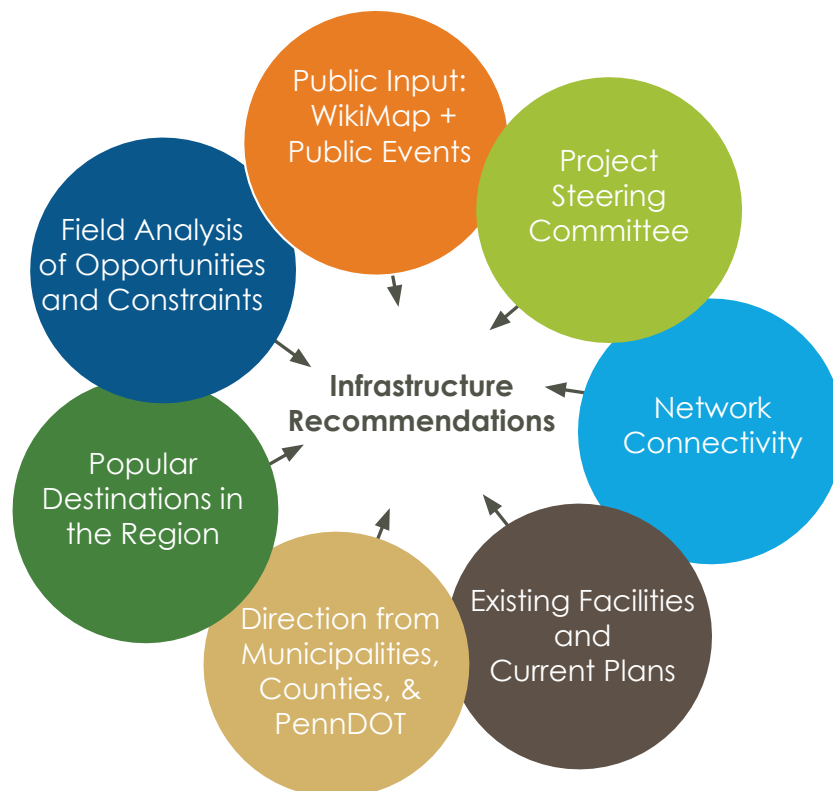 Public Input:
WikiMap +
Public Events
Project
Steering
Committee
Network
Connectivity
Existing Facilities
and
Current Plans
Direction from
Municipalities,
Counties, &
PennDOT
Popular
Destinations in
the Region
Field Analysis
of Opportunities
and Constraints
Infrastructure
Recommendations